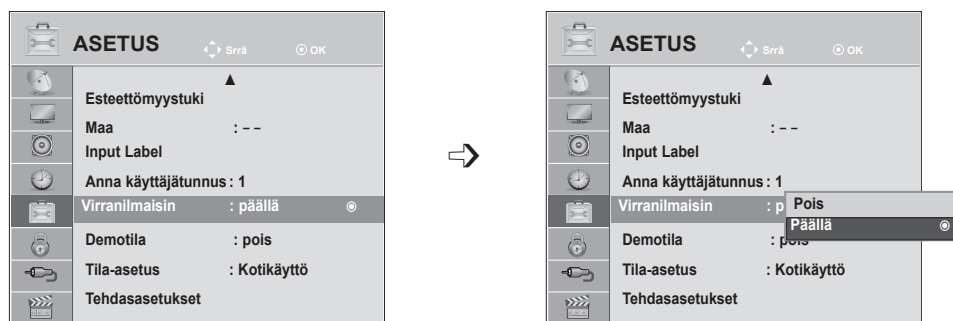 ASETUS Srrä OK
Esteettömyystuki
Maa : – –
Input Label
Anna käyttäjätunnus : 1
Virranilmaisin : päällä
Demotila : pois
Tila-asetus : Kotikäyttö
Tehdasasetukset
ASETUS Srrä OK
Esteettömyystuki
Maa : – –
Input Label
Anna käyttäjätunnus : 1
Virranilmaisin : p
Pois
Päällä
Demotila : pois
Tila-asetus : Kotikäyttö
Tehdasasetukset